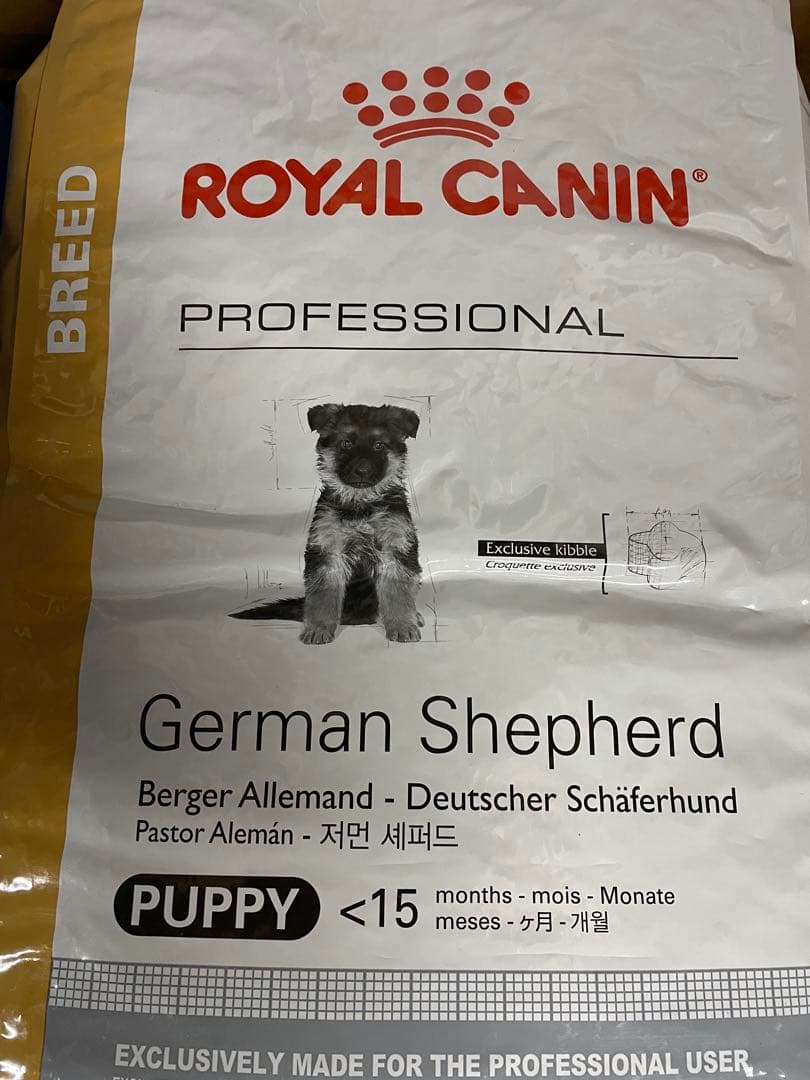 BREED
ROYAL CANIN®
PROFESSIONAL
Exclusive kibble
Croquette exclusive
German Shepherd
Berger Allemand - Deutscher Schäferhund
Pastor Alemán - 저먼 셰퍼드
PUPPY <15 months - mois - Monate
meses - ヶ月 - 개월
EXCLUSIVELY MADE FOR THE PROFESSIONAL USER